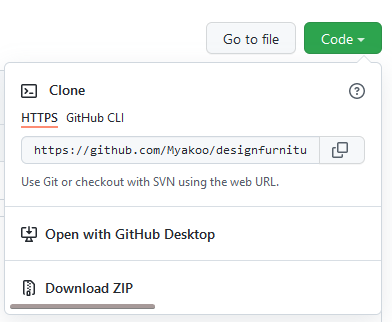 Go to file
Code
Clone
HTTPS GitHub CLI
https://github.com/Myakoo/designfurnitu
Use Git or checkout with SVN using the web URL.
Open with GitHub Desktop
Download ZIP